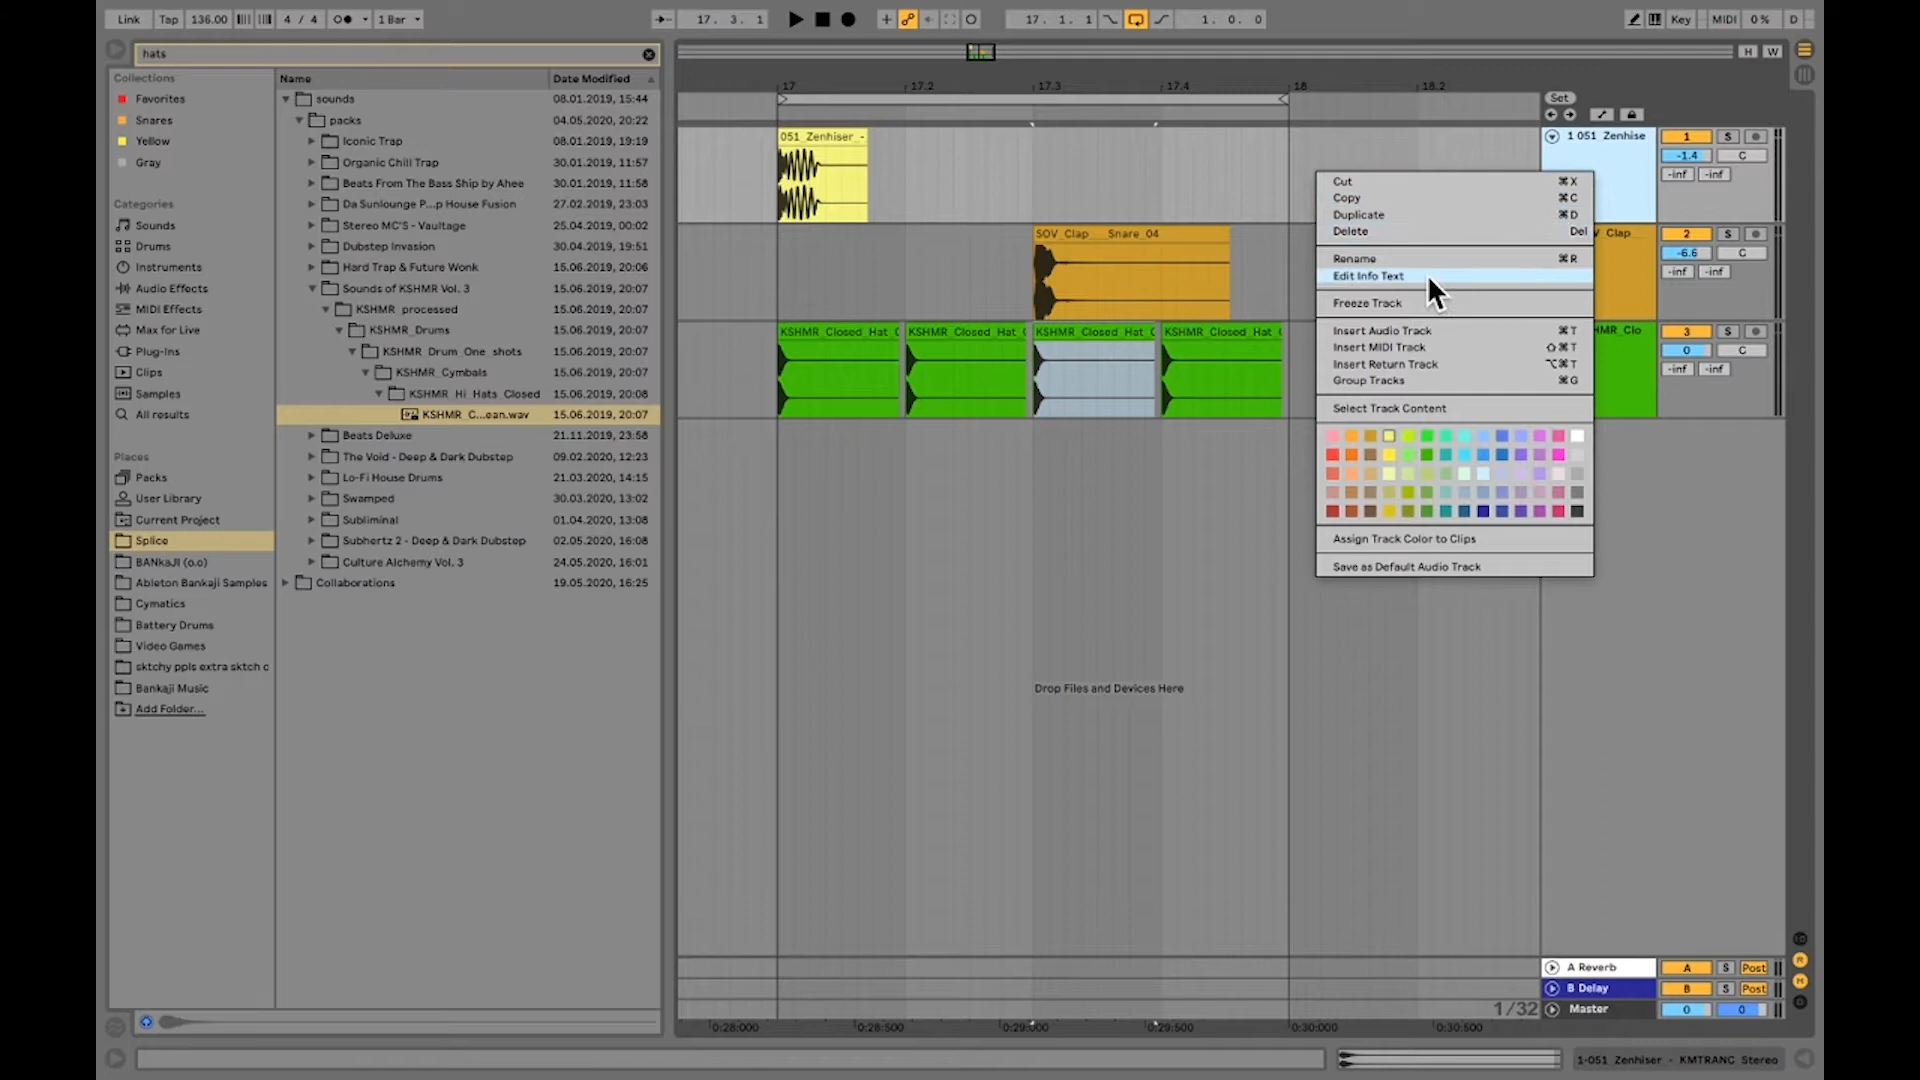 Link Tap 136.00 4 / 4 1 Bar 17. 3. 1 17. 1. 1 1. 0. 0 Key MIDI 0 % D
hats
H W
Collections
Favorites
Snares
Yellow
Gray
Categories
Sounds
Drums
Instruments
Audio Effects
MIDI Effects
Max for Live
Plug-Ins
Clips
Samples
All results
Places
Packs
User Library
Current Project
Splice
BANkaJI (o.o)
Ableton Bankaji Samples
Cymatics
Battery Drums
Video Games
sktchy ppls extra sktch c
Bankaji Music
Add Folder...
Name Date Modified
sounds 08.01.2019, 15:44
packs 04.05.2020, 20:22
Iconic Trap 08.01.2019, 19:19
Organic Chill Trap 30.01.2019, 11:57
Beats From The Bass Ship by Ahee 30.01.2019, 11:58
Da Sunlounge P...p House Fusion 27.02.2019, 23:03
Stereo MC'S - Vaultage 25.04.2019, 00:02
Dubstep Invasion 30.04.2019, 19:51
Hard Trap & Future Wonk 15.06.2019, 20:06
Sounds of KSHMR Vol. 3 15.06.2019, 20:07
KSHMR_processed 15.06.2019, 20:07
KSHMR_Drums 15.06.2019, 20:07
KSHMR_Drum_One_shots 15.06.2019, 20:07
KSHMR_Cymbals 15.06.2019, 20:07
KSHMR_Hi_Hats_Closed 15.06.2019, 20:08
KSHMR_C...ean.wav 15.06.2019, 20:07
Beats Deluxe 21.11.2019, 23:58
The Void - Deep & Dark Dubstep 09.02.2020, 12:23
Lo-Fi House Drums 21.03.2020, 14:15
Swamped 30.03.2020, 13:02
Subliminal 01.04.2020, 13:08
Subhertz 2 - Deep & Dark Dubstep 02.05.2020, 16:08
Culture Alchemy Vol. 3 24.05.2020, 16:01
Collaborations 19.05.2020, 16:25
17 17.2 17.3 17.4 18 18.2
Set
051_Zenhiser_-
1 051_Zenhise 1 S
-1.4 C
-inf -inf
SOV_Clap___Snare_04
V_Clap__ 2 S
-6.6 C
-inf -inf
KSHMR_Closed_Hat_C KSHMR_Closed_Hat_C KSHMR_Closed_Hat_C KSHMR_Closed_Hat_C
HMR_Clo 3 S
0 C
-inf -inf
Cut ⌘X
Copy ⌘C
Duplicate ⌘D
Delete Del
Rename ⌘R
Edit Info Text
Freeze Track
Insert Audio Track ⌘T
Insert MIDI Track ⇧⌘T
Insert Return Track ⌥⌘T
Group Tracks ⌘G
Select Track Content
Assign Track Color to Clips
Save as Default Audio Track
Drop Files and Devices Here
A Reverb A S Post
B Delay B S Post
1/32 Master 0 0
0:28:000 0:28:500 0:29:000 0:29:500 0:30:000 0:30:500
1-051_Zenhiser_-_KMTRANC_Stereo